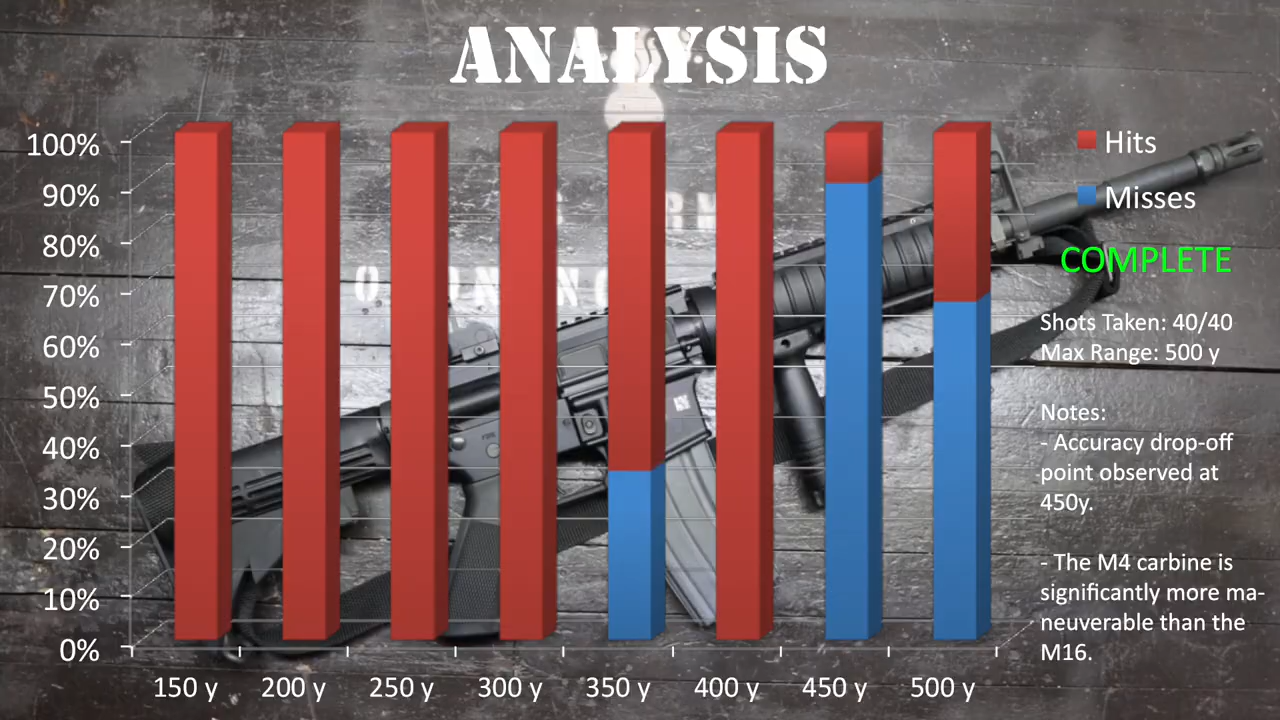 ANALYSIS
100%
90%
80%
70%
60%
50%
40%
30%
20%
10%
0%
150 y 200 y 250 y 300 y 350 y 400 y 450 y 500 y
Hits
Misses
COMPLETE
Shots Taken: 40/40
Max Range: 500 y
Notes:
- Accuracy drop-off
point observed at
450y.
- The M4 carbine is
significantly more ma-
neuverable than the
M16.